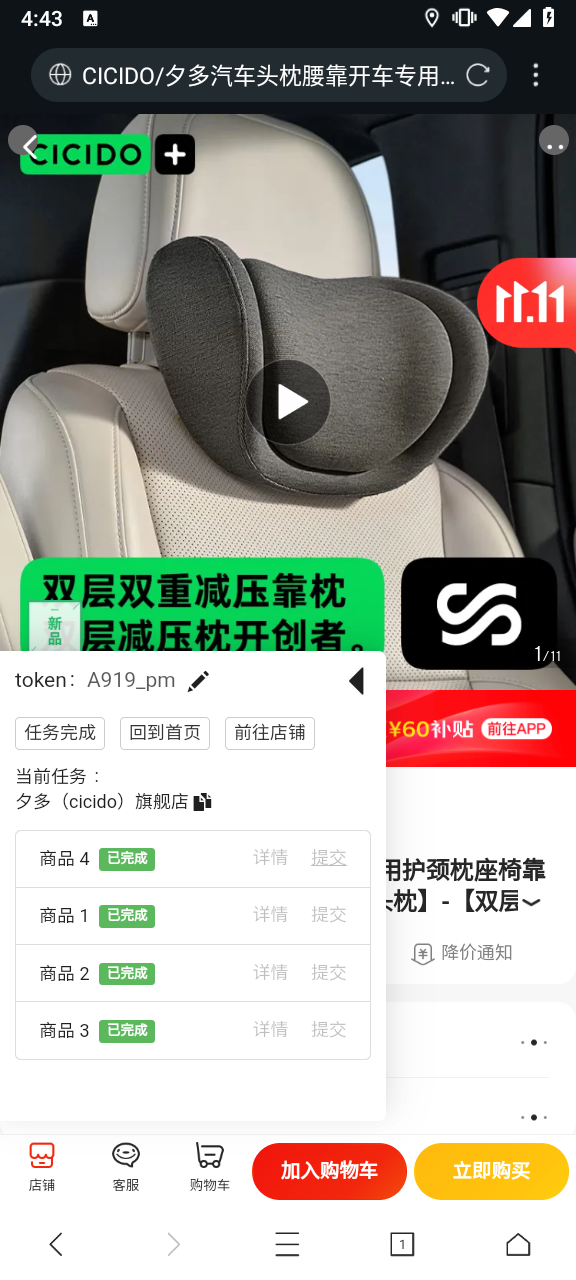 4:43
A
CICIDO/夕多汽车头枕腰靠开车专用...
CICIDO
11.11
双层双重减压靠枕
新品
层减压枕开创者。
1/11
token： A919_pm
¥60补贴 前往APP
任务完成 回到首页 前往店铺
当前任务：
夕多（cicido）旗舰店
商品 4 已完成 详情 提交
用护颈枕座椅靠
头枕】-【双层
商品 1 已完成 详情 提交
降价通知
商品 2 已完成 详情 提交
商品 3 已完成 详情 提交
店铺 客服 购物车 加入购物车 立即购买
1